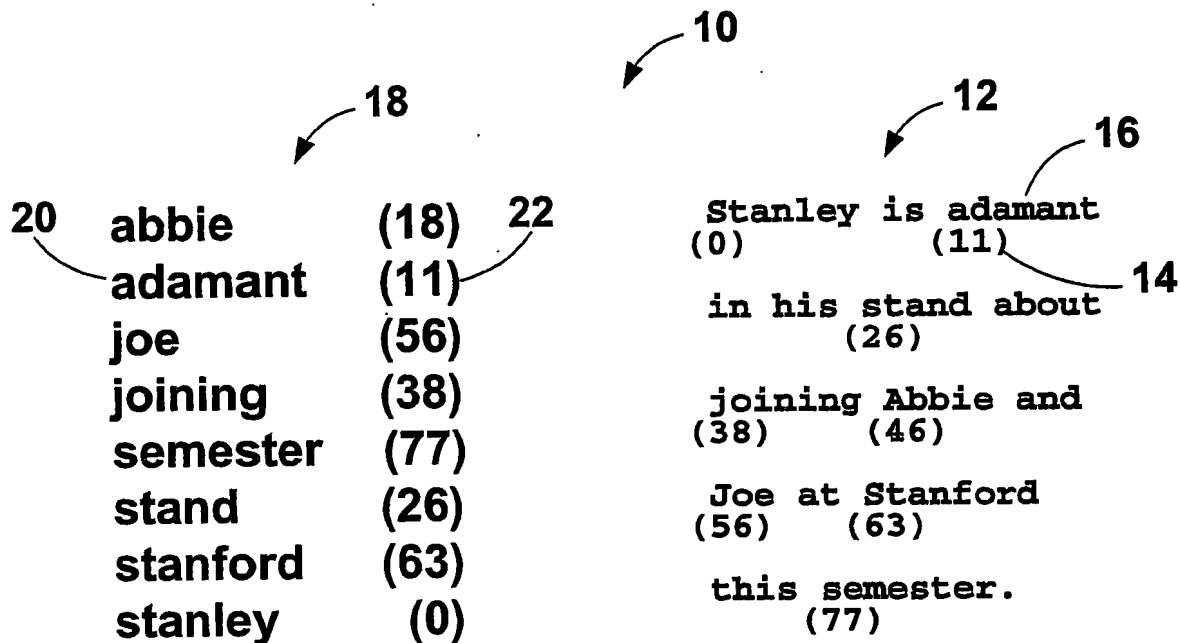 10
18
12
16
20 abbie (18) 22
adamant (11)
joe (56)
joining (38)
semester (77)
stand (26)
stanford (63)
stanley (0)
Stanley is adamant
(0) (11) 14
in his stand about
(26)
joining Abbie and
(38) (46)
Joe at Stanford
(56) (63)
this semester.
(77)